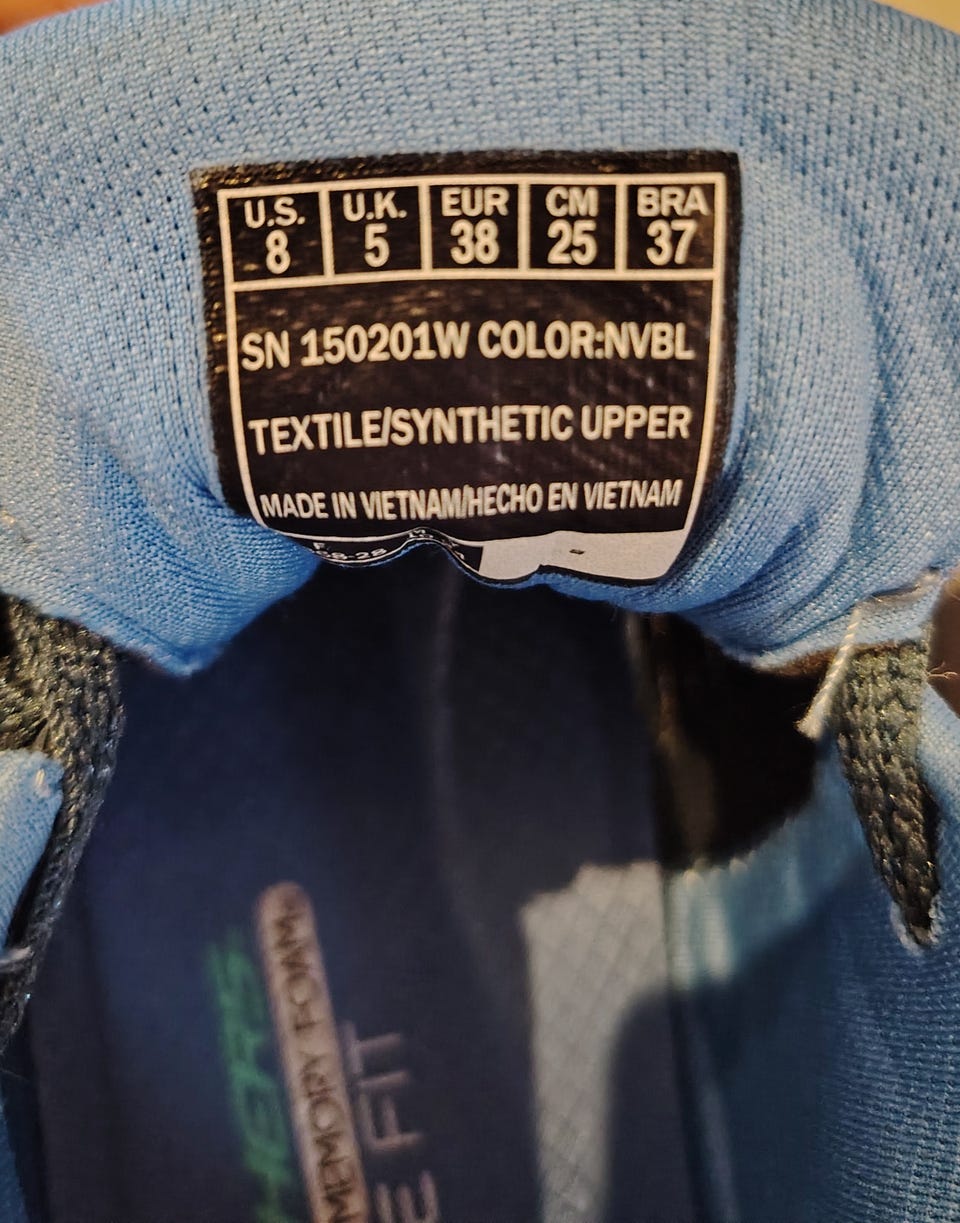 U.S. U.K. EUR CM BRA
8 5 38 25 37
SN 150201W COLOR:NVBL
TEXTILE/SYNTHETIC UPPER
MADE IN VIETNAM/HECHO EN VIETNAM
MEMORY FOAM
FIT